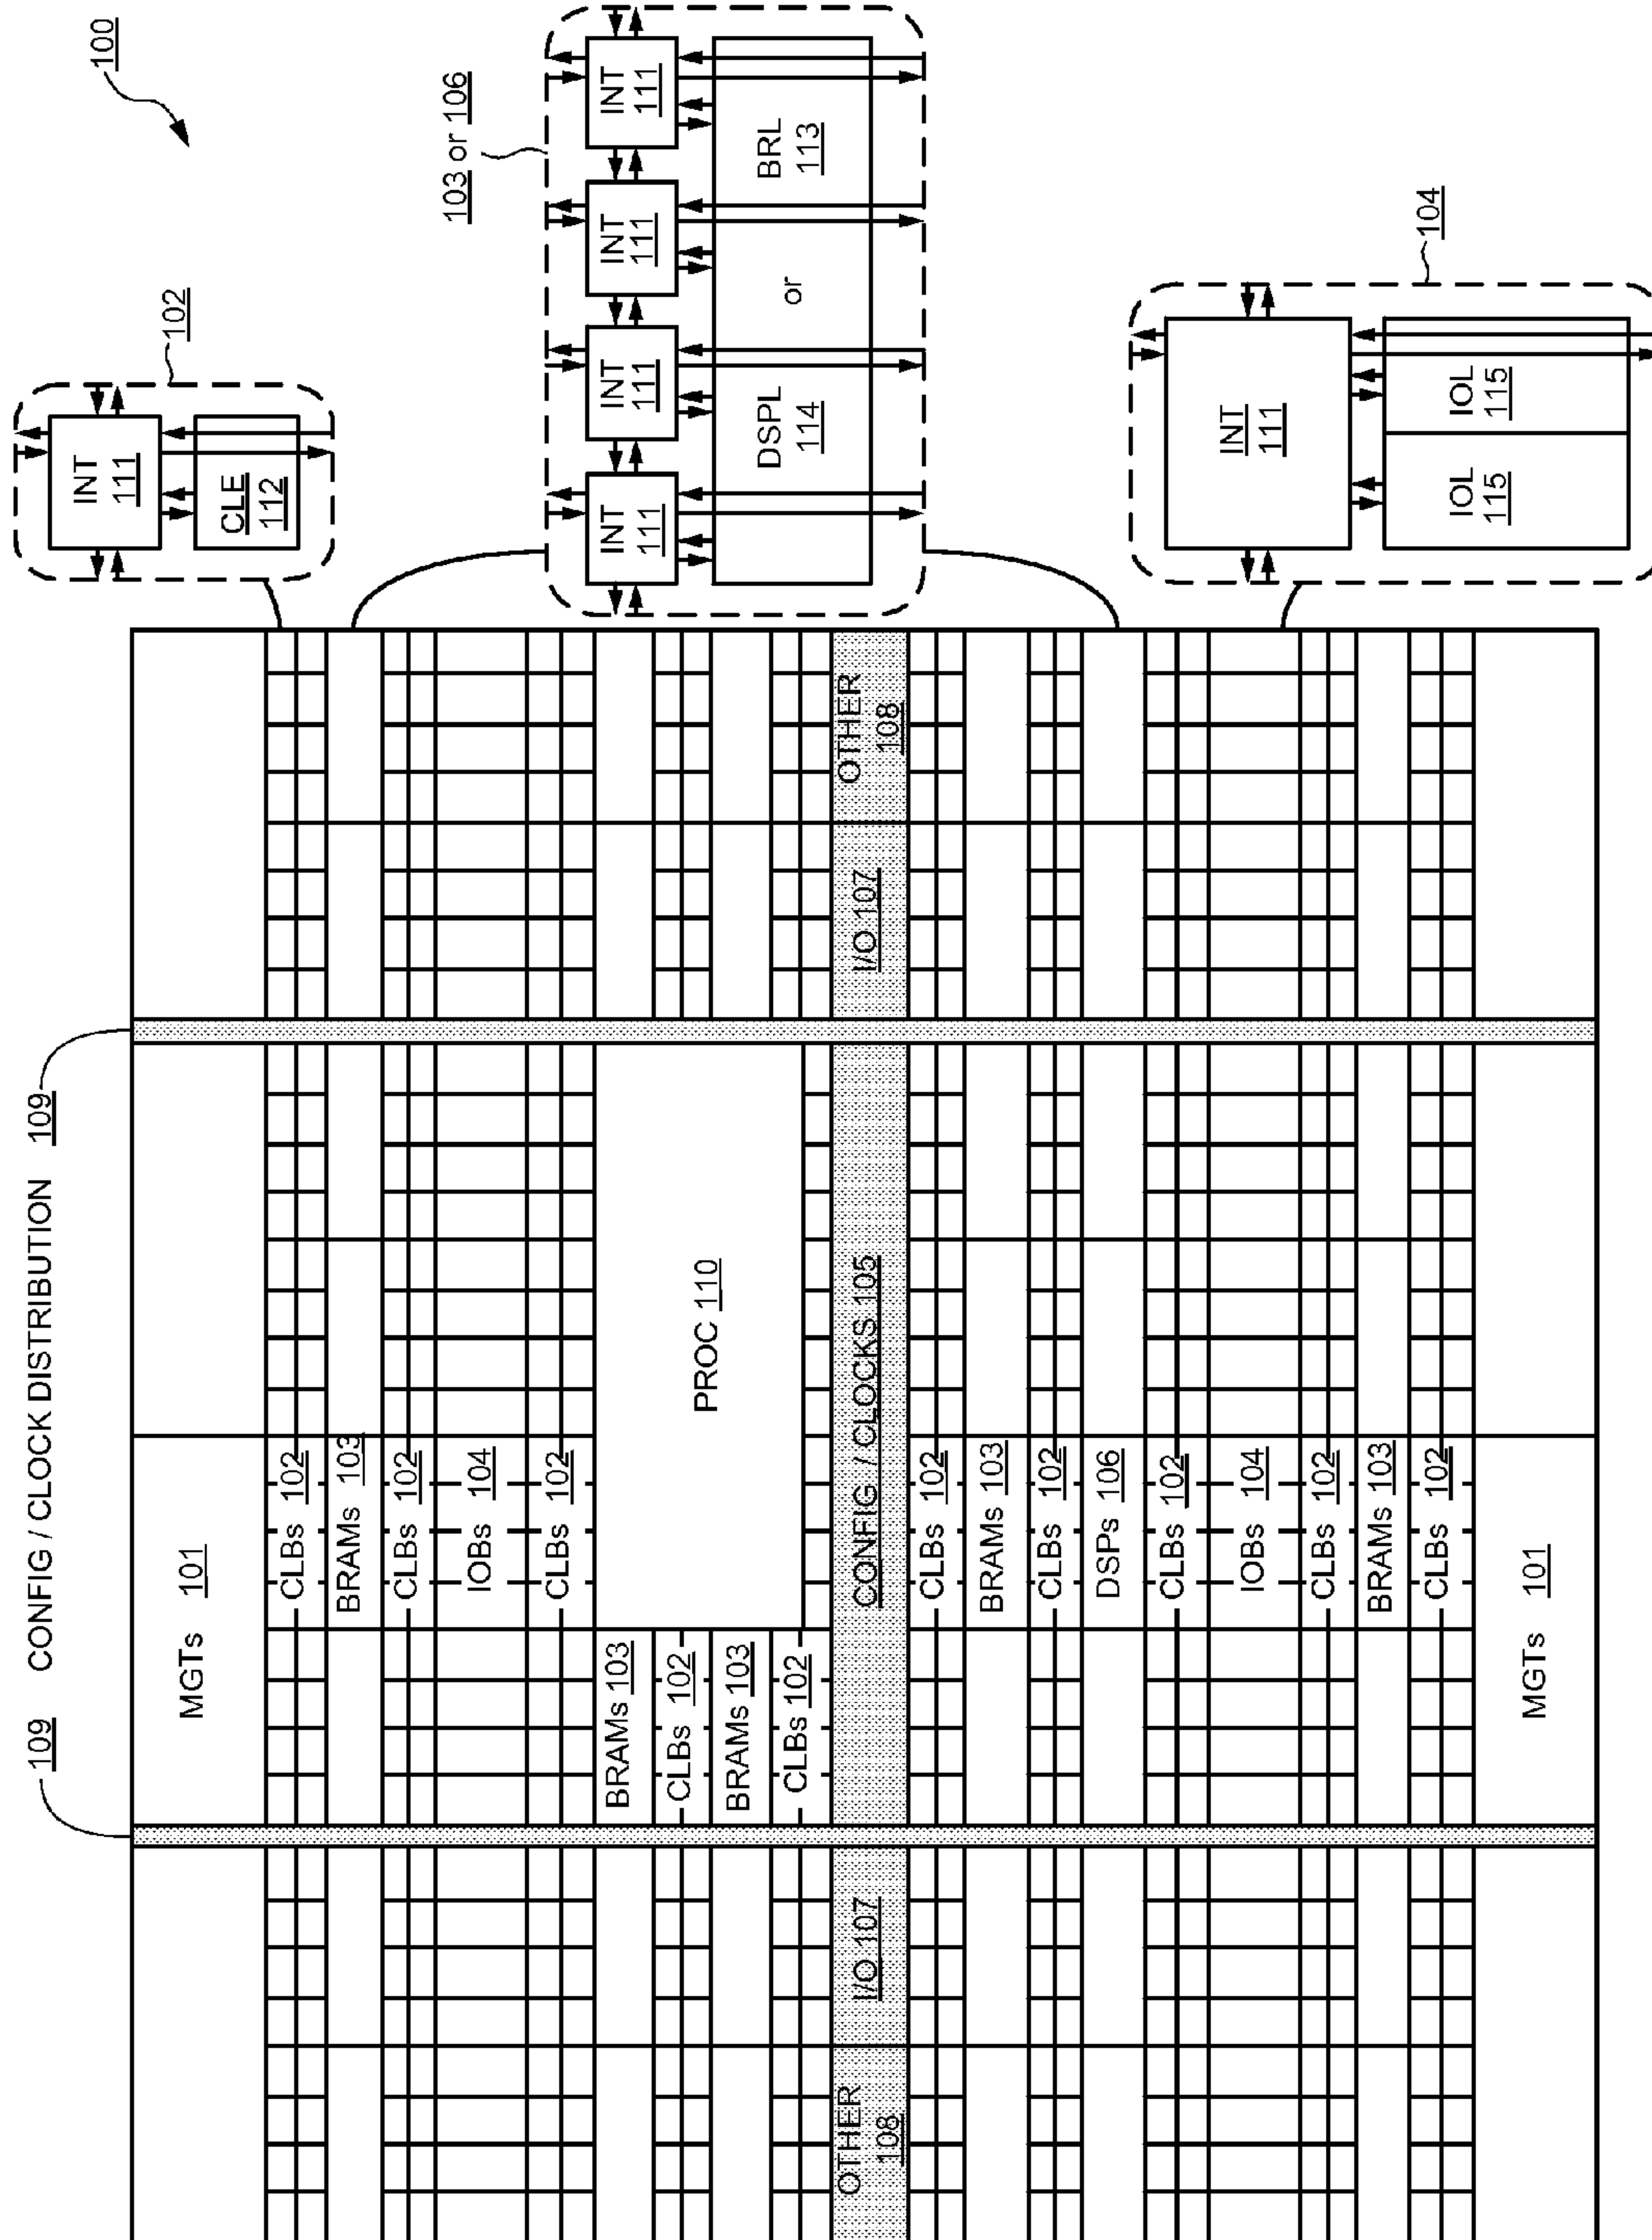 109 CONFIG / CLOCK DISTRIBUTION 109
100
MGTs 101
CLBs 102
BRAMs 103
CLBs 102
IOBs 104
CLBs 102
BRAMs 103
CLBs 102
BRAMs 103
CLBs 102
PROC 110
OTHER
108
I/O 107
CONFIG / CLOCKS 105
I/O 107
OTHER
108
CLBs 102
BRAMs 103
CLBs 102
DSPs 106
CLBs 102
IOBs 104
CLBs 102
BRAMs 103
CLBs 102
MGTs 101
INT
111
CLE
112
102
103 or 106
INT
111
INT
111
INT
111
INT
111
DSPL
114
or
BRL
113
INT
111
IOL
115
IOL
115
104